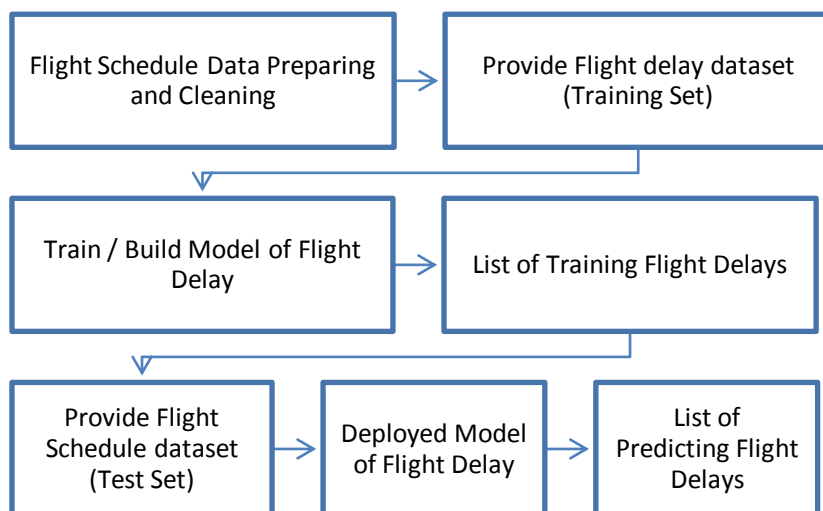 Flight Schedule Data Preparing
and Cleaning
Provide Flight delay dataset
(Training Set)
Train / Build Model of Flight
Delay
List of Training Flight Delays
Provide Flight
Schedule dataset
(Test Set)
Deployed Model
of Flight Delay
List of
Predicting Flight
Delays